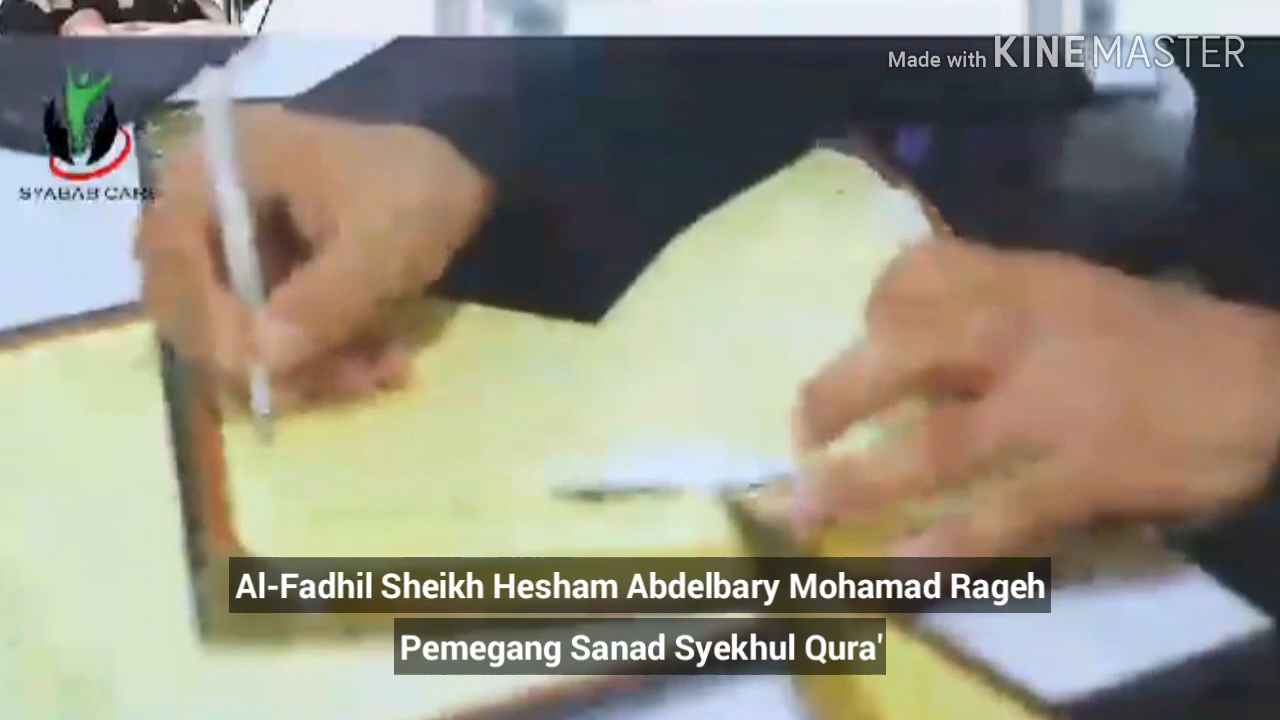 Made with KINEMASTER
SYABAB CARE
Al-Fadhil Sheikh Hesham Abdelbary Mohamad Rageh
Pemegang Sanad Syekhul Qura'